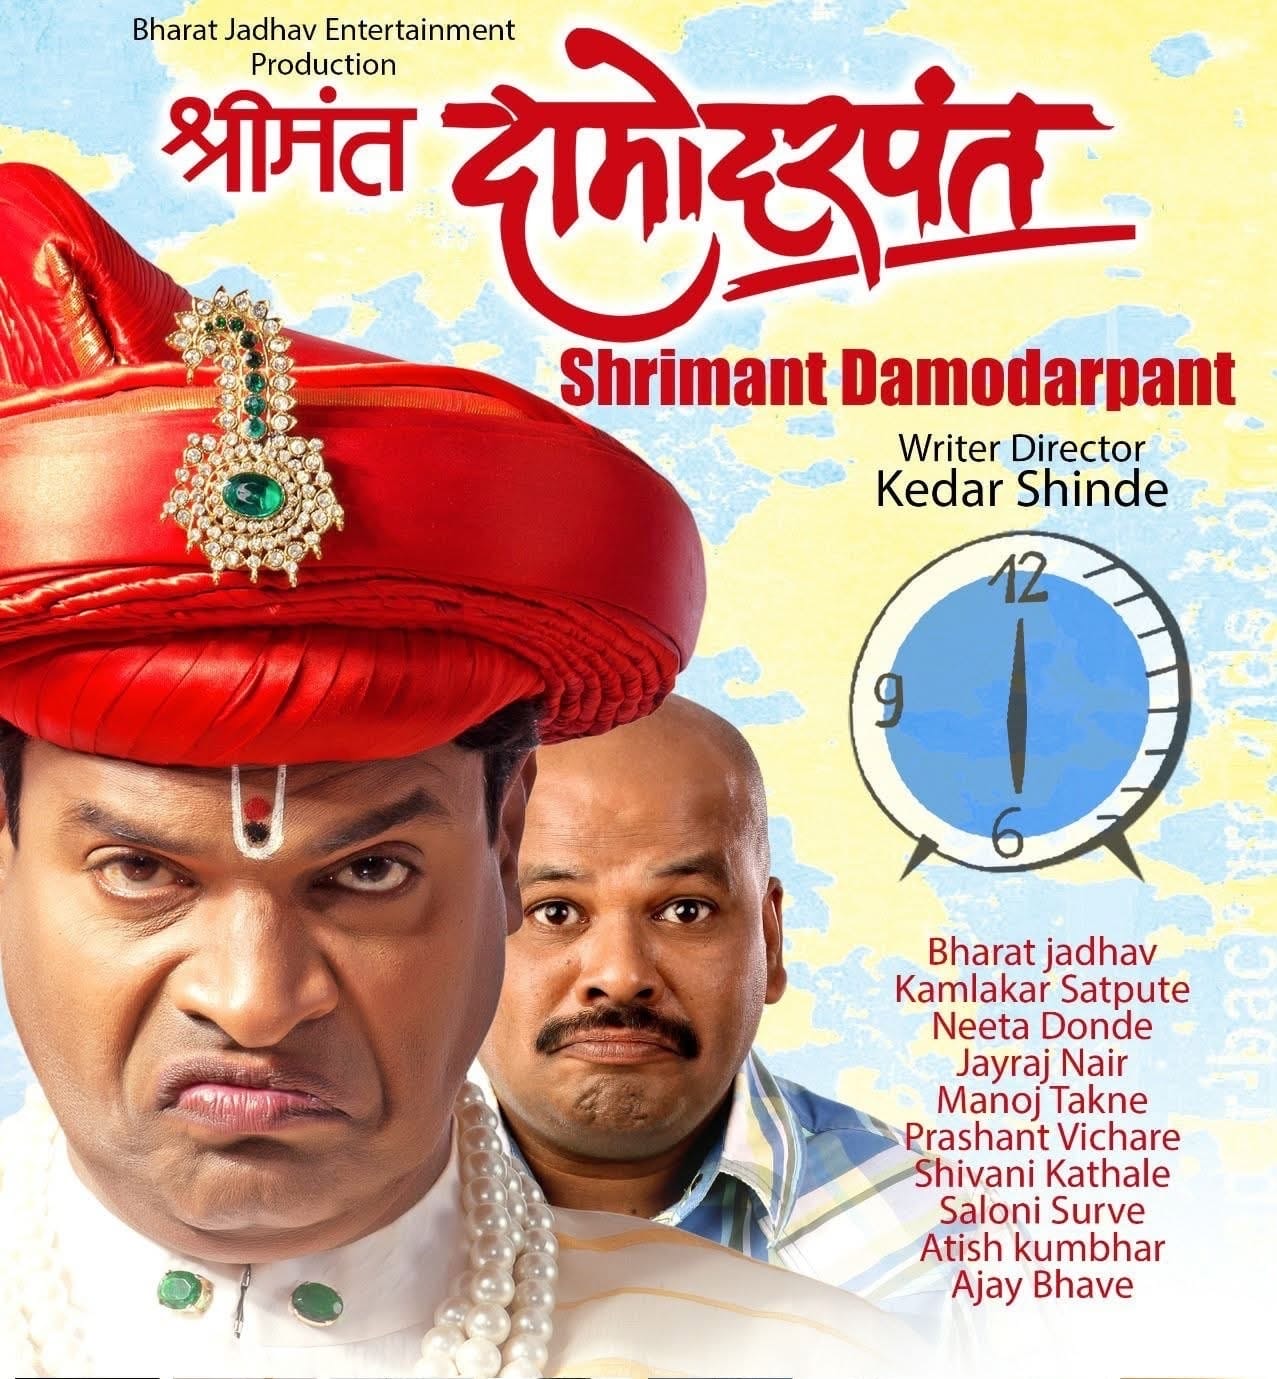 Bharat Jadhav Entertainment
Production
श्रीमंत दामोदरपंत
Shrimant Damodarpant
Writer Director
Kedar Shinde
12
9
6
Bharat jadhav
Kamlakar Satpute
Neeta Donde
Jayraj Nair
Manoj Takne
Prashant Vichare
Shivani Kathale
Saloni Surve
Atish kumbhar
Ajay Bhave